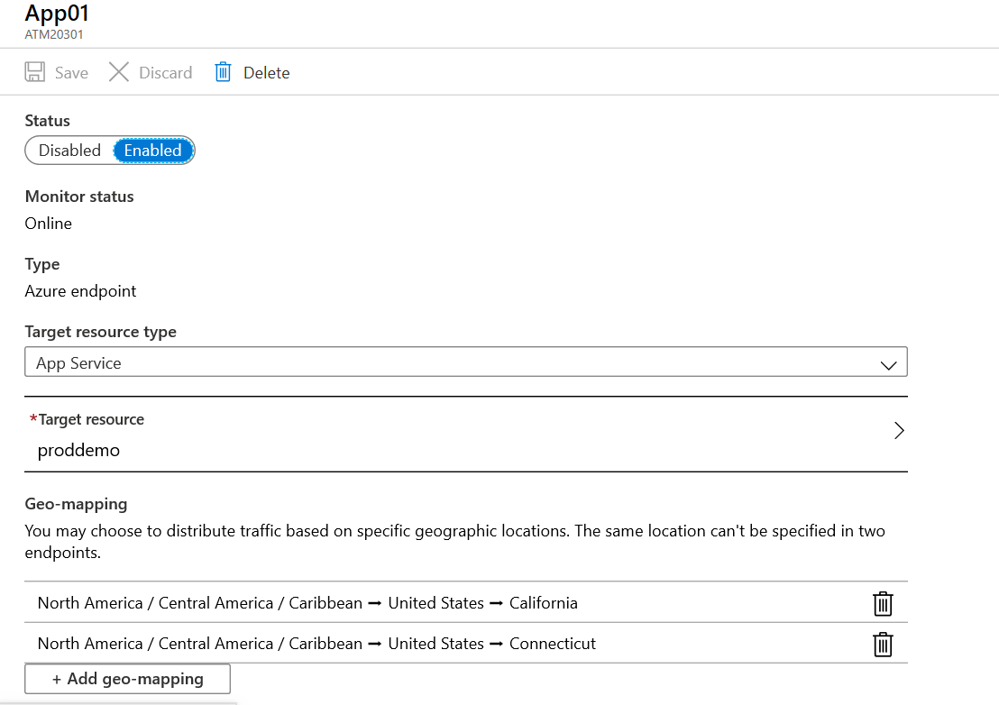 App01
ATM20301
Save Discard Delete
Status
Disabled Enabled
Monitor status
Online
Type
Azure endpoint
Target resource type
App Service
*Target resource
proddemo
Geo-mapping
You may choose to distribute traffic based on specific geographic locations. The same location can't be specified in two
endpoints.
North America / Central America / Caribbean → United States → California
North America / Central America / Caribbean → United States → Connecticut
+ Add geo-mapping